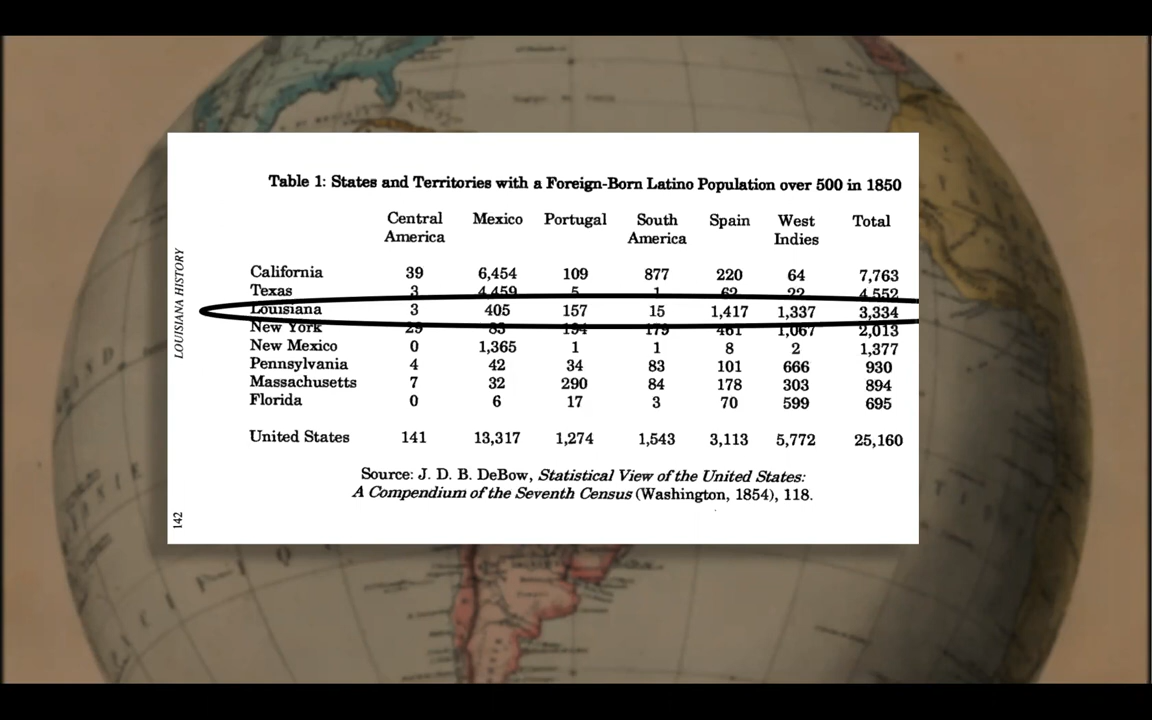 Table 1: States and Territories with a Foreign-Born Latino Population over 500 in 1850
Central America Mexico Portugal South America Spain West Indies Total
California 39 6,454 109 877 220 64 7,763
Texas 3 4,459 5 1 62 22 4,552
Louisiana 3 405 157 15 1,417 1,337 3,334
New York 29 83 194 179 461 1,067 2,013
New Mexico 0 1,365 1 1 8 2 1,377
Pennsylvania 4 42 34 83 101 666 930
Massachusetts 7 32 290 84 178 303 894
Florida 0 6 17 3 70 599 695
United States 141 13,317 1,274 1,543 3,113 5,772 25,160
Source: J. D. B. DeBow, Statistical View of the United States:
A Compendium of the Seventh Census (Washington, 1854), 118.
LOUISIANA HISTORY
142